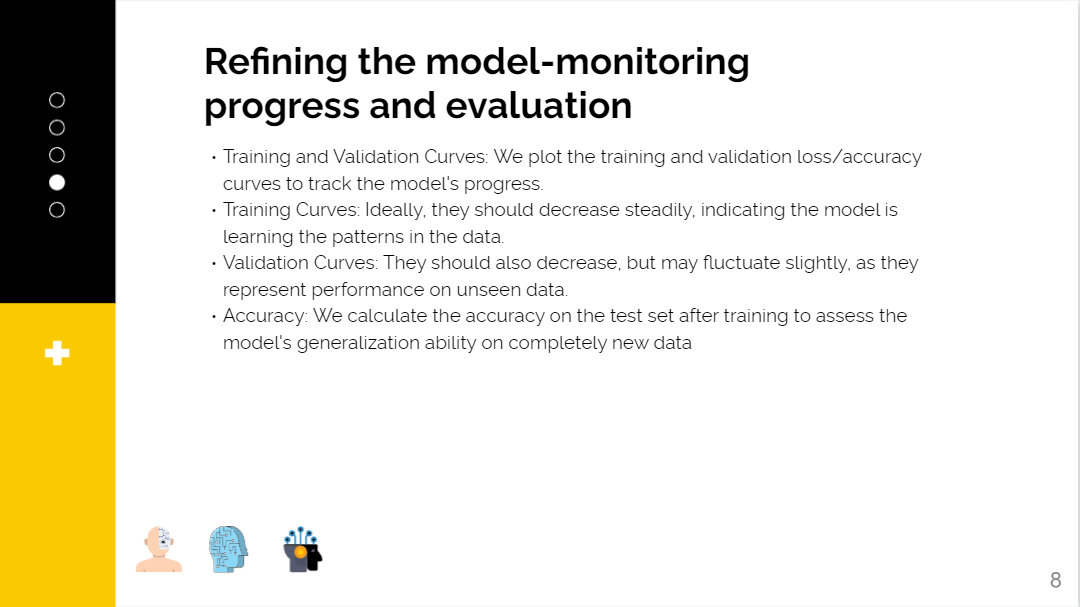 Refining the model-monitoring
progress and evaluation
• Training and Validation Curves: We plot the training and validation loss/accuracy
curves to track the model's progress.
• Training Curves: Ideally, they should decrease steadily, indicating the model is
learning the patterns in the data.
• Validation Curves: They should also decrease, but may fluctuate slightly, as they
represent performance on unseen data.
• Accuracy: We calculate the accuracy on the test set after training to assess the
model's generalization ability on completely new data
8